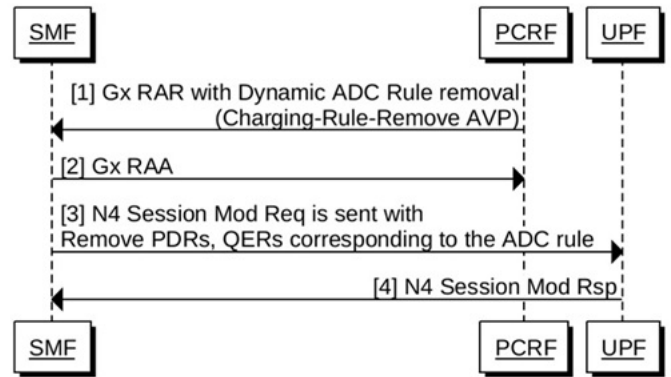 SMF PCRF UPF
[1] Gx RAR with Dynamic ADC Rule removal
(Charging-Rule-Remove AVP)
[2] Gx RAA
[3] N4 Session Mod Req is sent with
Remove PDRs, QERs corresponding to the ADC rule
[4] N4 Session Mod Rsp
SMF PCRF UPF